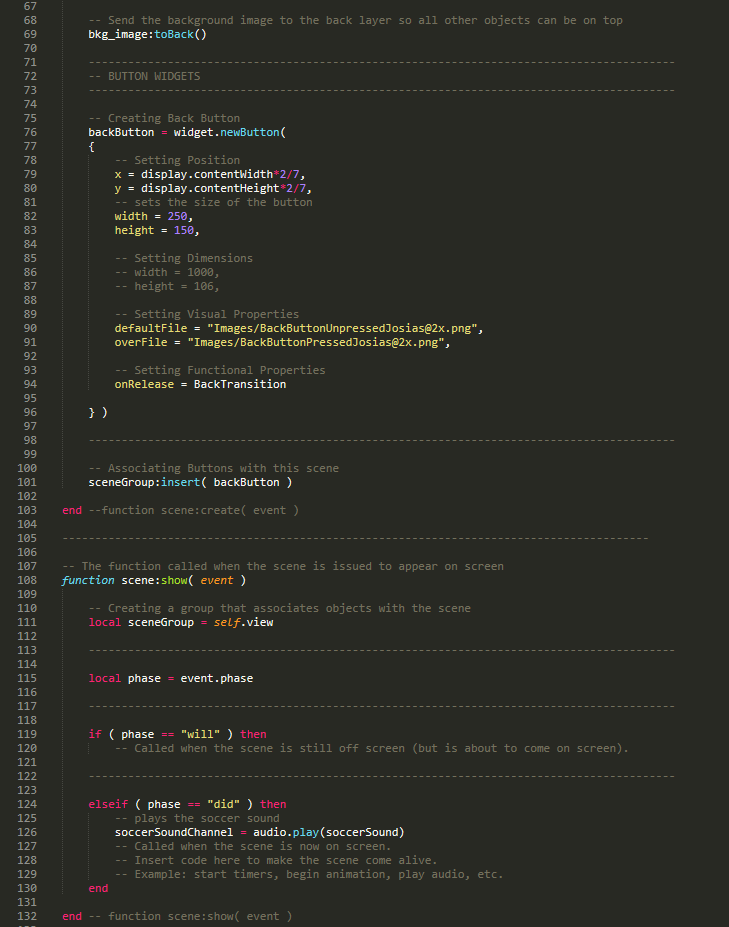 67
68 -- Send the background image to the back layer so all other objects can be on top
69 bkg_image:toBack()
70
71 -----------------------------------------------------------------------------------------
72 -- BUTTON WIDGETS
73 -----------------------------------------------------------------------------------------
74
75 -- Creating Back Button
76 backButton = widget.newButton(
77 {
78 -- Setting Position
79 x = display.contentWidth*2/7,
80 y = display.contentHeight*2/7,
81 -- sets the size of the button
82 width = 250,
83 height = 150,
84
85 -- Setting Dimensions
86 -- width = 1000,
87 -- height = 106,
88
89 -- Setting Visual Properties
90 defaultFile = "Images/BackButtonUnpressedJosias@2x.png",
91 overFile = "Images/BackButtonPressedJosias@2x.png",
92
93 -- Setting Functional Properties
94 onRelease = BackTransition
95
96 } )
97
98 -----------------------------------------------------------------------------------------
99
100 -- Associating Buttons with this scene
101 sceneGroup:insert( backButton )
102
103 end --function scene:create( event )
104
105 -----------------------------------------------------------------------------------------
106
107 -- The function called when the scene is issued to appear on screen
108 function scene:show( event )
109
110 -- Creating a group that associates objects with the scene
111 local sceneGroup = self.view
112
113 -----------------------------------------------------------------------------------------
114
115 local phase = event.phase
116
117 -----------------------------------------------------------------------------------------
118
119 if ( phase == "will" ) then
120 -- Called when the scene is still off screen (but is about to come on screen).
121
122 -----------------------------------------------------------------------------------------
123
124 elseif ( phase == "did" ) then
125 -- plays the soccer sound
126 soccerSoundChannel = audio.play(soccerSound)
127 -- Called when the scene is now on screen.
128 -- Insert code here to make the scene come alive.
129 -- Example: start timers, begin animation, play audio, etc.
130 end
131
132 end -- function scene:show( event )